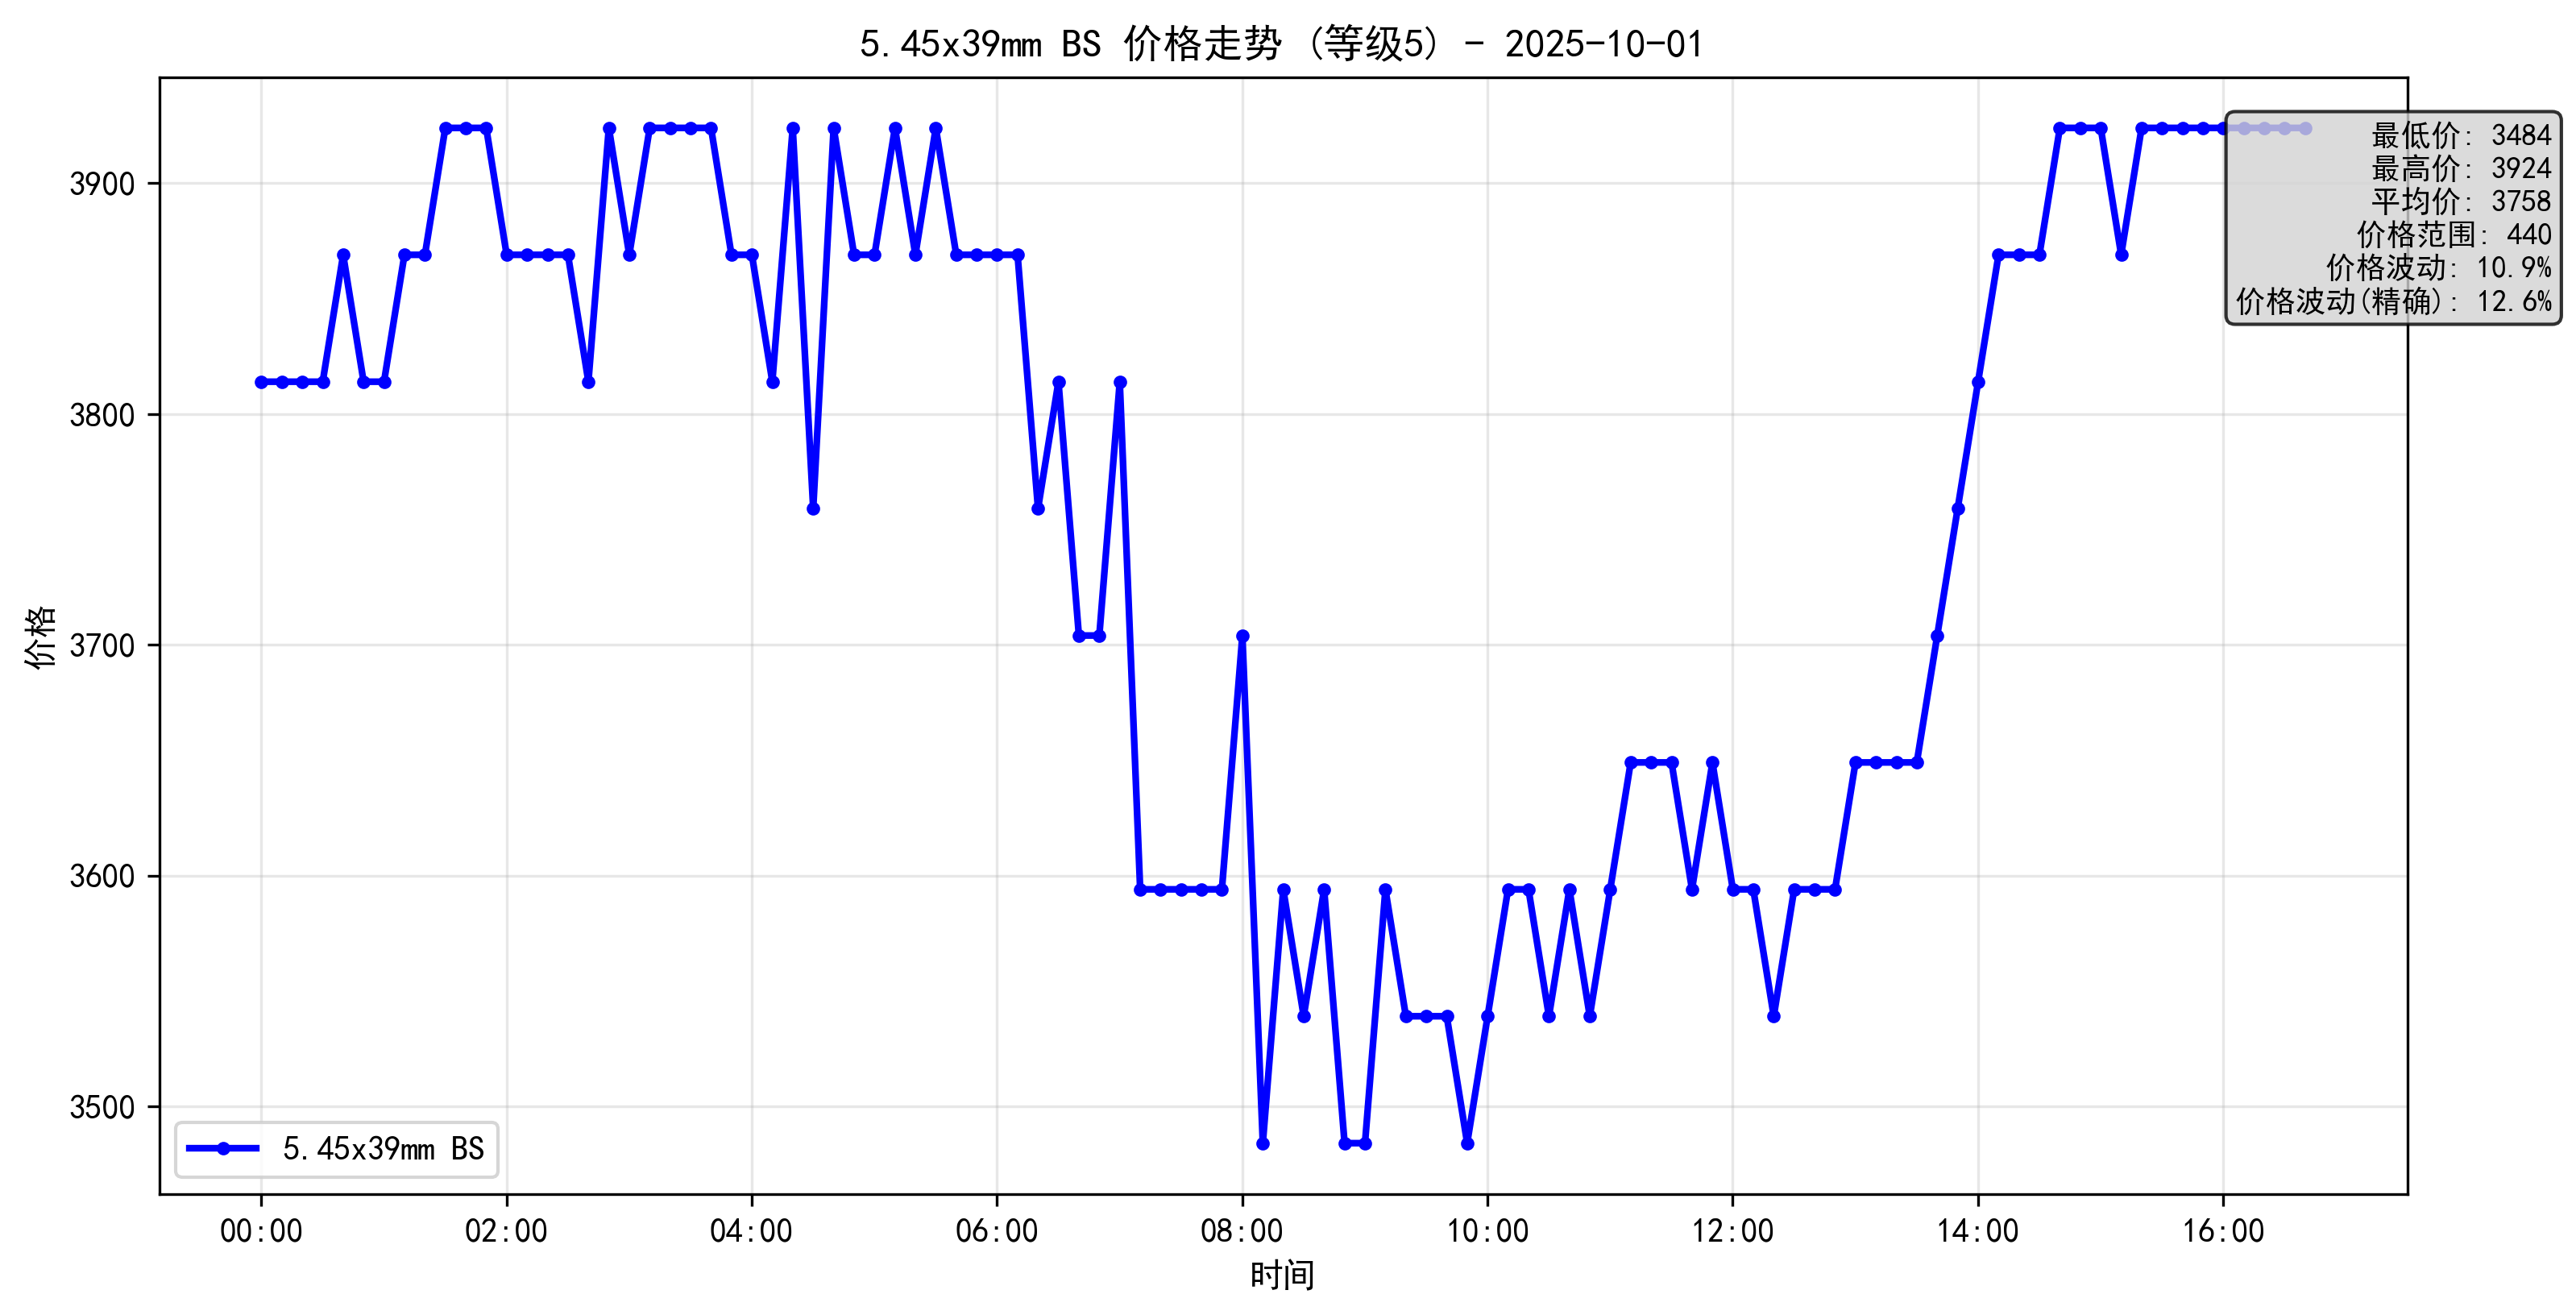 5.45x39mm BS 价格走势 (等级5) - 2025-10-01
最低价: 3484
最高价: 3924
平均价: 3758
价格范围: 440
价格波动: 10.9%
价格波动(精确): 12.6%
3900
3800
3700
3600
3500
价格
5.45x39mm BS
00:00 02:00 04:00 06:00 08:00 10:00 12:00 14:00 16:00
时间